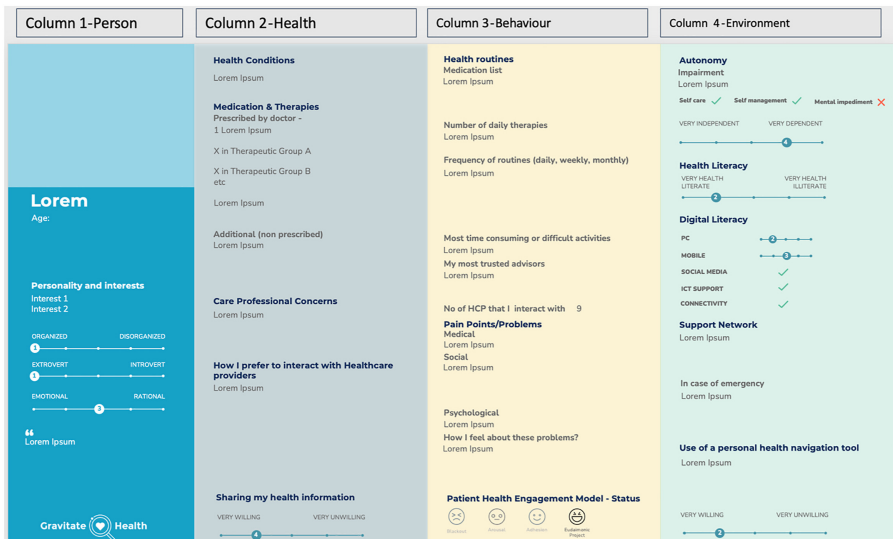 Column 1-Person
Lorem
Age:
Personality and interests
Interest 1
Interest 2
ORGANIZED DISORGANIZED
1
EXTROVERT INTROVERT
1
EMOTIONAL RATIONAL
3
“
Lorem Ipsum
Gravitate Health
Column 2-Health
Health Conditions
Lorem Ipsum
Medication & Therapies
Prescribed by doctor -
1 Lorem Ipsum
X in Therapeutic Group A
X in Therapeutic Group B
etc
Lorem Ipsum
Additional (non prescribed)
Lorem Ipsum
Care Professional Concerns
Lorem Ipsum
How I prefer to interact with Healthcare
providers
Lorem Ipsum
Sharing my health information
VERY WILLING VERY UNWILLING
4
Column 3-Behaviour
Health routines
Medication list
Lorem Ipsum
Number of daily therapies
Lorem Ipsum
Frequency of routines (daily, weekly, monthly)
Lorem Ipsum
Most time consuming or difficult activities
Lorem Ipsum
My most trusted advisors
Lorem Ipsum
No of HCP that I interact with 9
Pain Points/Problems
Medical
Lorem Ipsum
Social
Lorem Ipsum
Psychological
Lorem Ipsum
How I feel about these problems?
Lorem Ipsum
Patient Health Engagement Model - Status
Blackout Arousal Adhesion Eudaimonic
Project
Column 4-Environment
Autonomy
Impairment
Lorem Ipsum
Self care Self management Mental impediment
VERY INDEPENDENT VERY DEPENDENT
4
Health Literacy
VERY HEALTH VERY HEALTH
LITERATE ILLITERATE
2
Digital Literacy
PC 2
MOBILE 3
SOCIAL MEDIA
ICT SUPPORT
CONNECTIVITY
Support Network
Lorem Ipsum
In case of emergency
Lorem Ipsum
Use of a personal health navigation tool
Lorem Ipsum
VERY WILLING VERY UNWILLING
2